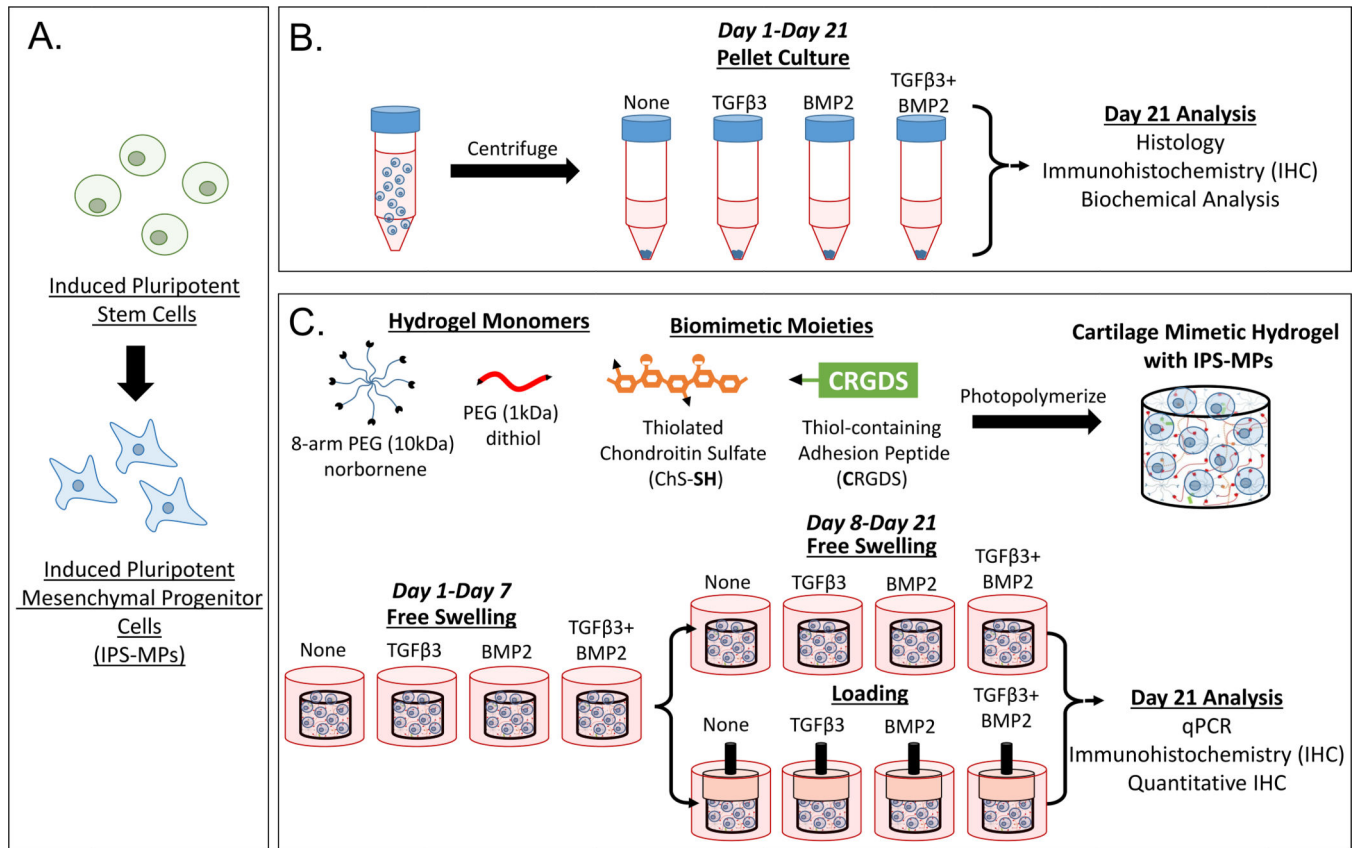 A.
Induced Pluripotent
Stem Cells
Induced Pluripotent
Mesenchymal Progenitor
Cells
(IPS-MPs)
B.
Day 1-Day 21
Pellet Culture
Centrifuge
None
TGFβ3
BMP2
TGFβ3+
BMP2
Day 21 Analysis
Histology
Immunohistochemistry (IHC)
Biochemical Analysis
C.
Hydrogel Monomers
8-arm PEG (10kDa)
norbornene
PEG (1kDa)
dithiol
Biomimetic Moieties
Thiolated
Chondroitin Sulfate
(ChS-SH)
CRGDS
Thiol-containing
Adhesion Peptide
(CRGDS)
Photopolymerize
Cartilage Mimetic Hydrogel
with IPS-MPs
Day 1-Day 7
Free Swelling
None
TGFβ3
BMP2
TGFβ3+
BMP2
Day 8-Day 21
Free Swelling
None
TGFβ3
BMP2
TGFβ3+
BMP2
Loading
None
TGFβ3
BMP2
TGFβ3+
BMP2
Day 21 Analysis
qPCR
Immunohistochemistry (IHC)
Quantitative IHC